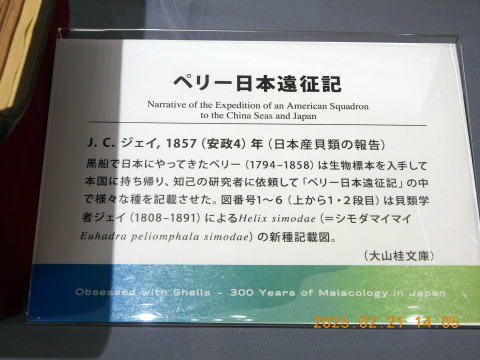 ペリー日本遠征記
Narrative of the Expedition of an American Squadron
to the China Seas and Japan
J. C. ジェイ, 1857 (安政4) 年 (日本産貝類の報告)
黒船で日本にやってきたペリー (1794–1858) は生物標本を入手して
本国に持ち帰り、知己の研究者に依頼して「ペリー日本遠征記」の中
で様々な種を記載させた。図番号1〜6 (上から1・2段目) は貝類学
者ジェイ (1808–1891) によるHelix simodae (＝シモダマイマイ
Euhadra peliomphala simodae) の新種記載図。
(大山桂文庫)
Obsessed with Shells - 300 Years of Malacology in Japan
2025.02.21 14:05